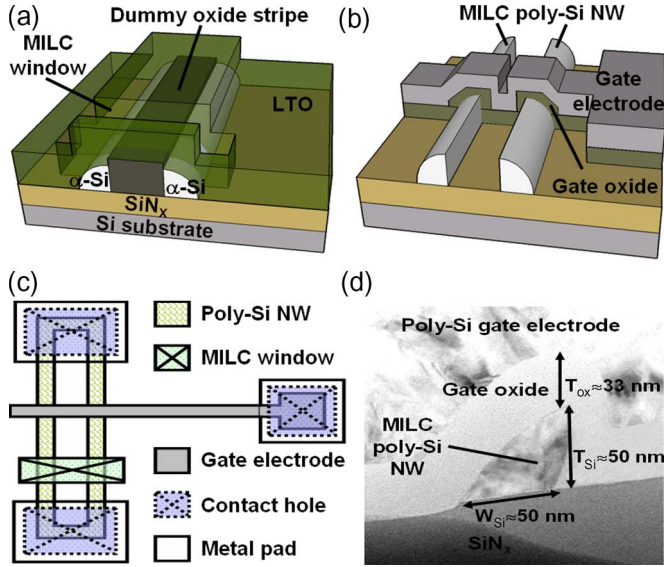 (a)
Dummy oxide stripe
MILC
window
LTO
α-Si
α-Si
SiNx
Si substrate
(b)
MILC poly-Si NW
Gate
electrode
Gate oxide
(c)
Poly-Si NW
MILC window
Gate electrode
Contact hole
Metal pad
(d)
Poly-Si gate electrode
Gate oxide
Tox≈33 nm
MILC
poly-Si
NW
TSi≈50 nm
WSi≈50 nm
SiNx